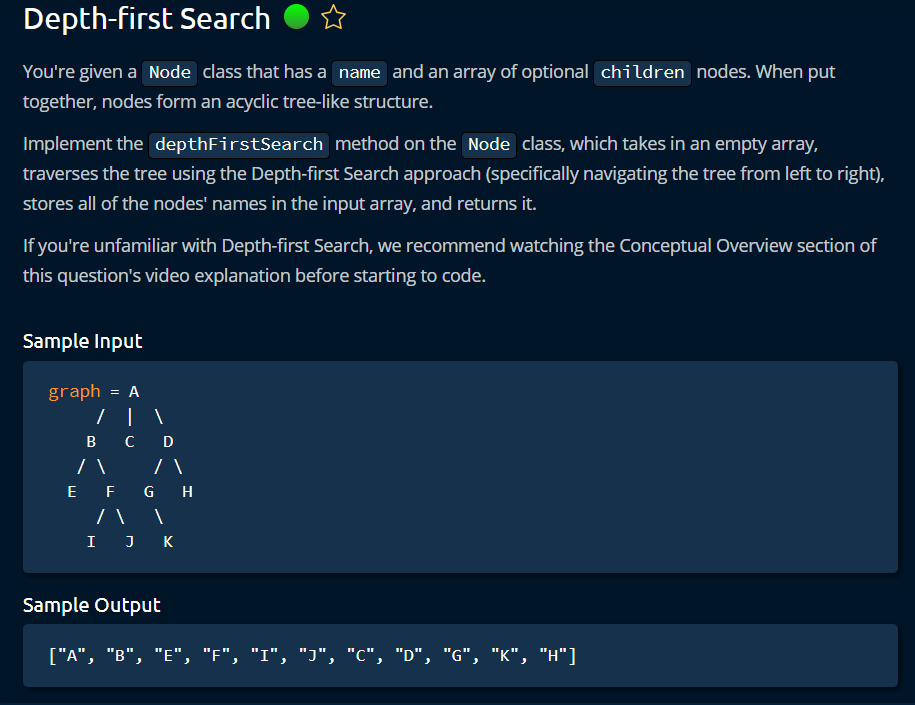 Depth-first Search
You're given a Node class that has a name and an array of optional children nodes. When put
together, nodes form an acyclic tree-like structure.
Implement the depthFirstSearch method on the Node class, which takes in an empty array,
traverses the tree using the Depth-first Search approach (specifically navigating the tree from left to right),
stores all of the nodes' names in the input array, and returns it.
If you're unfamiliar with Depth-first Search, we recommend watching the Conceptual Overview section of
this question's video explanation before starting to code.
Sample Input
graph = A
     /  |  \
    B   C   D
   / \     / \
  E   F   G   H
     / \   \
    I   J   K
Sample Output
["A", "B", "E", "F", "I", "J", "C", "D", "G", "K", "H"]